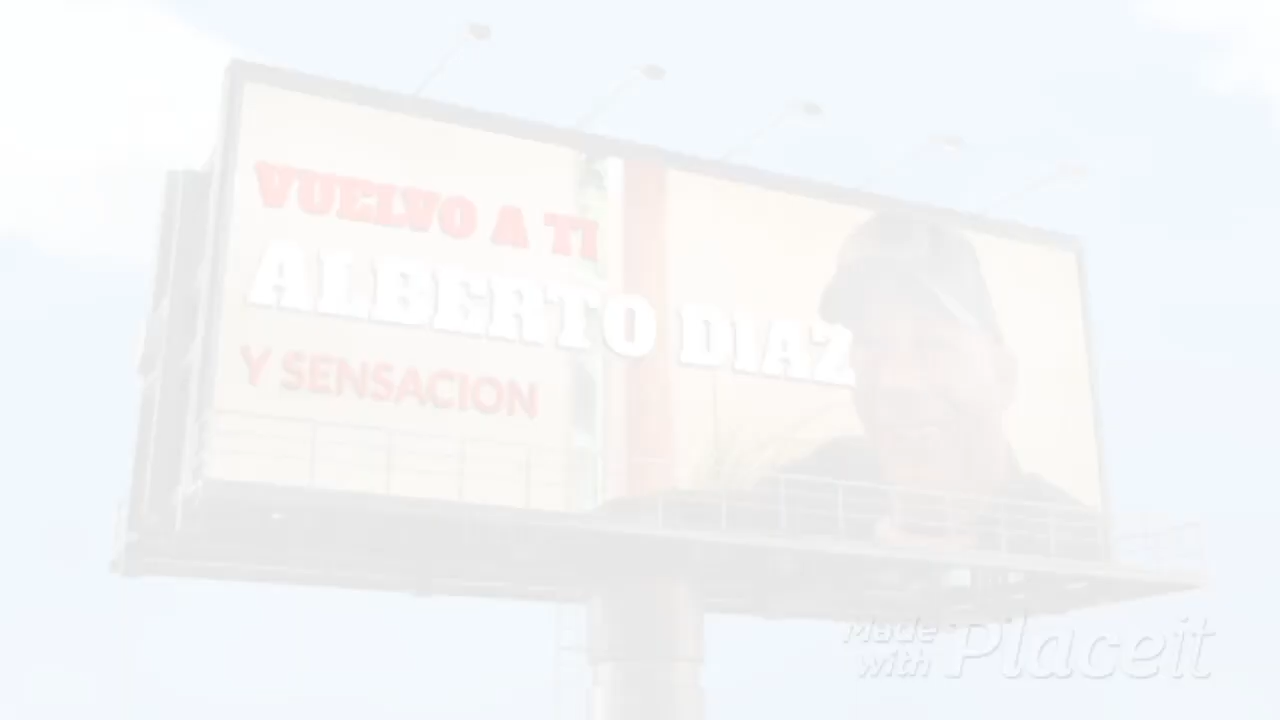 VUELVO A TI
ALBERTO DIAZ
Y SENSACION
Made
with Placeit